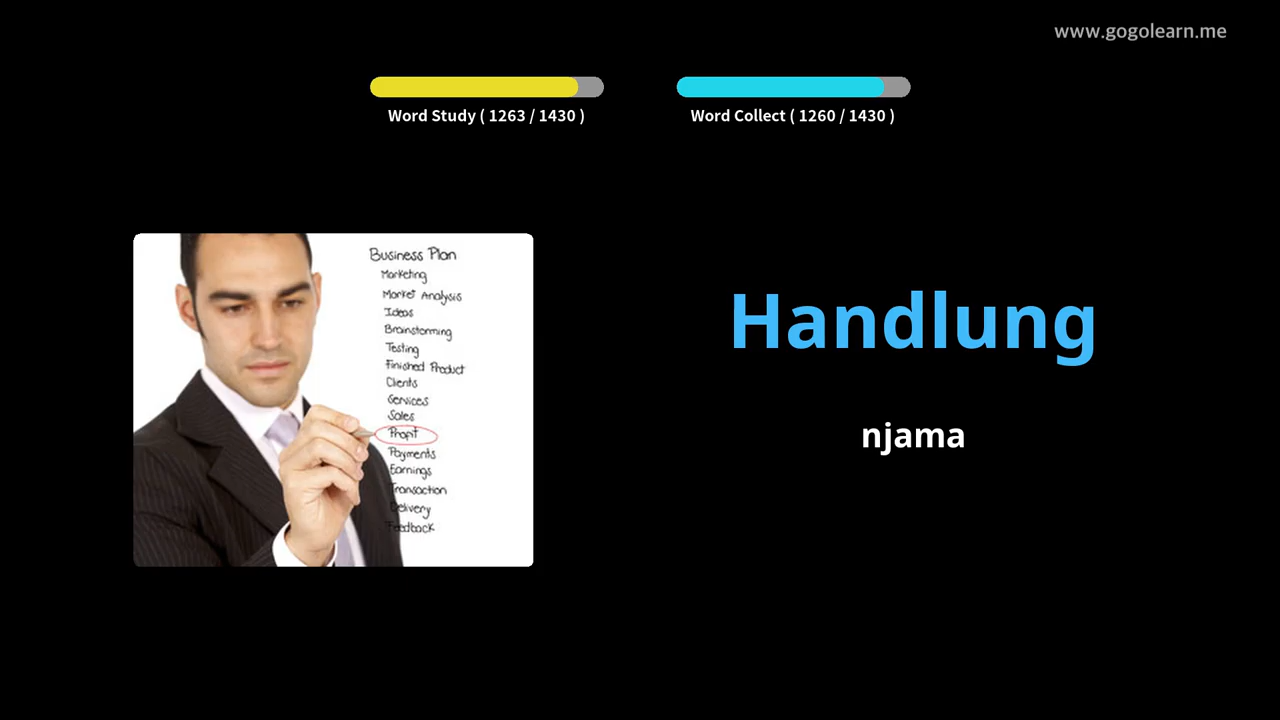 www.gogolearn.me
Word Study ( 1263 / 1430 )
Word Collect ( 1260 / 1430 )
Business Plan
Marketing
Market Analysis
Ideas
Brainstorming
Testing
Finished Product
Clients
Services
Sales
Profit
Payments
Earnings
Transaction
Delivery
Feedback
Handlung
njama